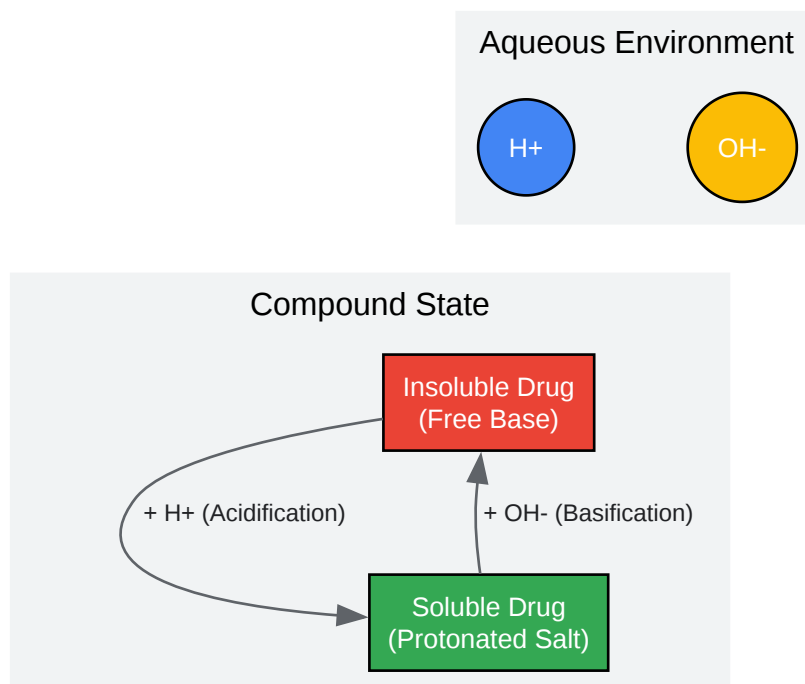 Aqueous Environment
H+
OH-
Compound State
Insoluble Drug
(Free Base)
+ H+ (Acidification)
+ OH- (Basification)
Soluble Drug
(Protonated Salt)